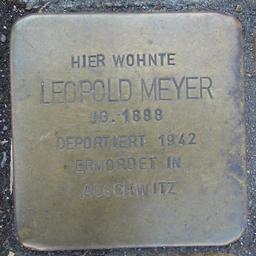 HIER WOHNTE
LEOPOLD MEYER
JG. 1888
DEPORTIERT 1942
ERMORDET IN
AUSCHWITZ